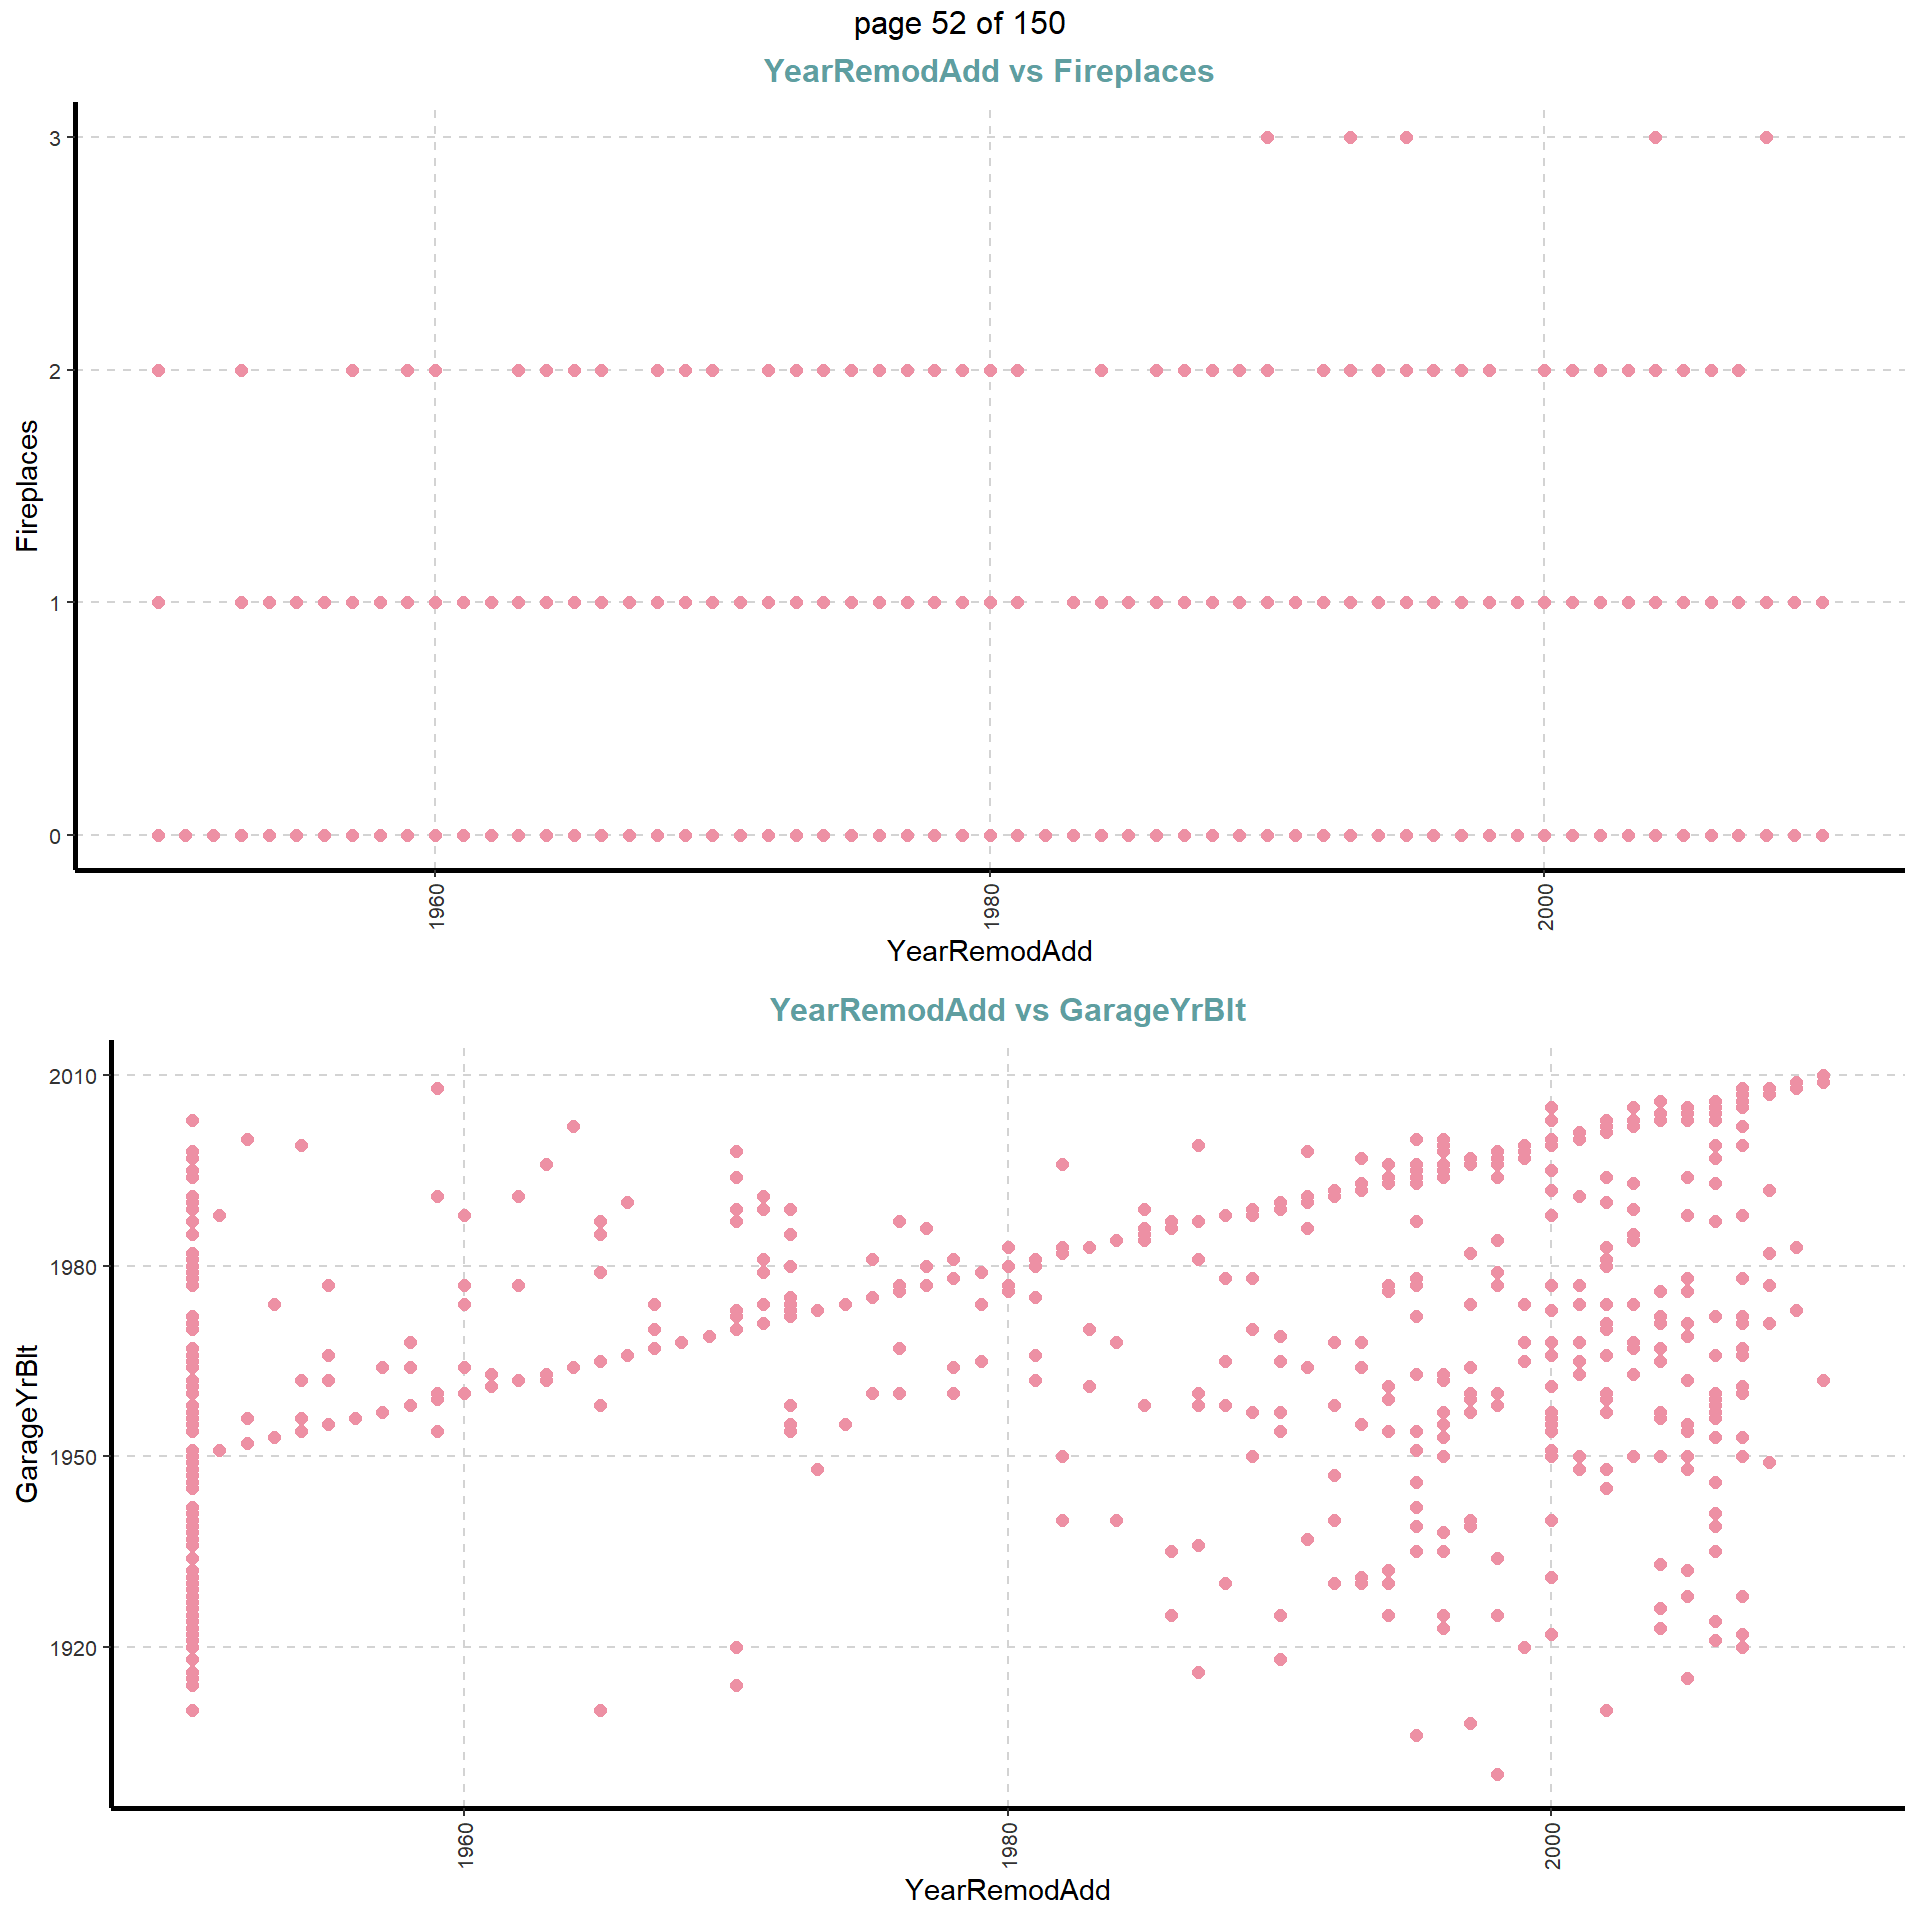 page 52 of 150
YearRemodAdd vs Fireplaces
3
2
1
0
Fireplaces
1960
1980
2000
YearRemodAdd
YearRemodAdd vs GarageYrBlt
2010
1980
1950
1920
GarageYrBlt
1960
1980
2000
YearRemodAdd